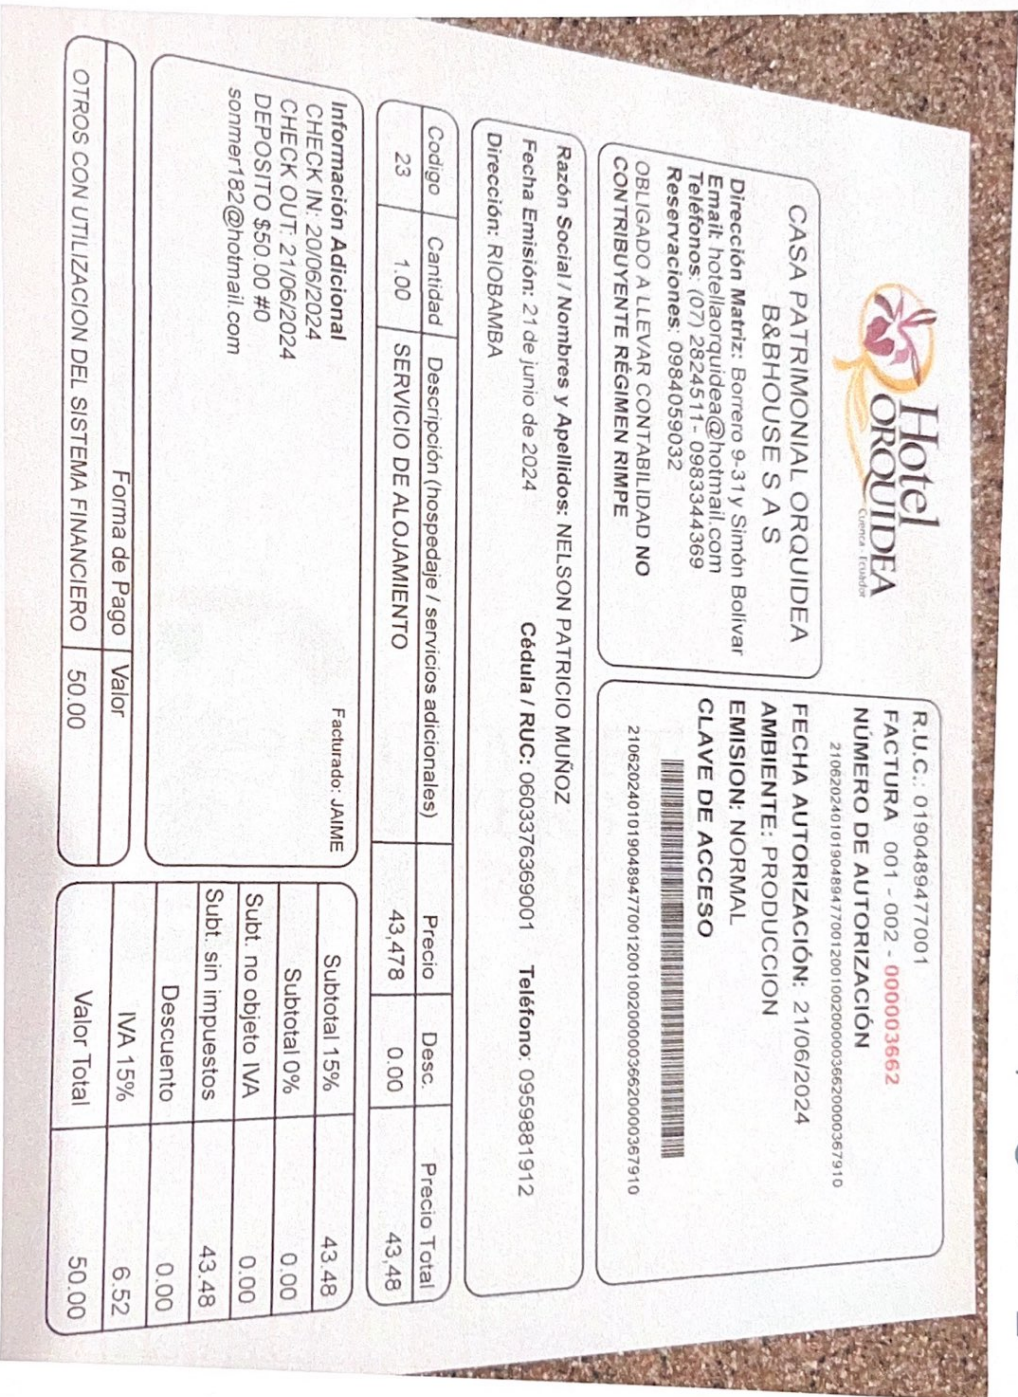 Hotel
ORQUIDEA
Cuenca - Ecuador
CASA PATRIMONIAL ORQUIDEA
B&BHOUSE S A S
Dirección Matriz: Borrero 9-31 y Simón Bolivar
Email: hotellaorquidea@hotmail.com
Teléfonos: (07) 2824511- 0983344369
Reservaciones: 0984059032
OBLIGADO A LLEVAR CONTABILIDAD NO
CONTRIBUYENTE RÉGIMEN RIMPE
R.U.C.: 0190489477001
FACTURA 001 - 002 - 000003662
NÚMERO DE AUTORIZACIÓN
2106202401019048947700120010020000036620000367910
FECHA AUTORIZACIÓN: 21/06/2024
AMBIENTE: PRODUCCION
EMISION: NORMAL
CLAVE DE ACCESO
2106202401019048947700120010020000036620000367910
Razón Social / Nombres y Apellidos: NELSON PATRICIO MUÑOZ
Fecha Emisión: 21 de junio de 2024 Cédula / RUC: 0603376369001 Teléfono: 0959881912
Dirección: RIOBAMBA
Codigo Cantidad Descripción (hospedaje / servicios adicionales) Precio Desc. Precio Total
23 1.00 SERVICIO DE ALOJAMIENTO 43,478 0.00 43,48
Información Adicional
CHECK IN: 20/06/2024
CHECK OUT: 21/06/2024
DEPOSITO $50.00 #0
sonmer182@hotmail.com
Facturado: JAIME
Forma de Pago Valor
OTROS CON UTILIZACION DEL SISTEMA FINANCIERO 50.00
Subtotal 15% 43.48
Subtotal 0% 0.00
Subt. no objeto IVA 0.00
Subt. sin impuestos 43.48
Descuento 0.00
IVA 15% 6.52
Valor Total 50.00